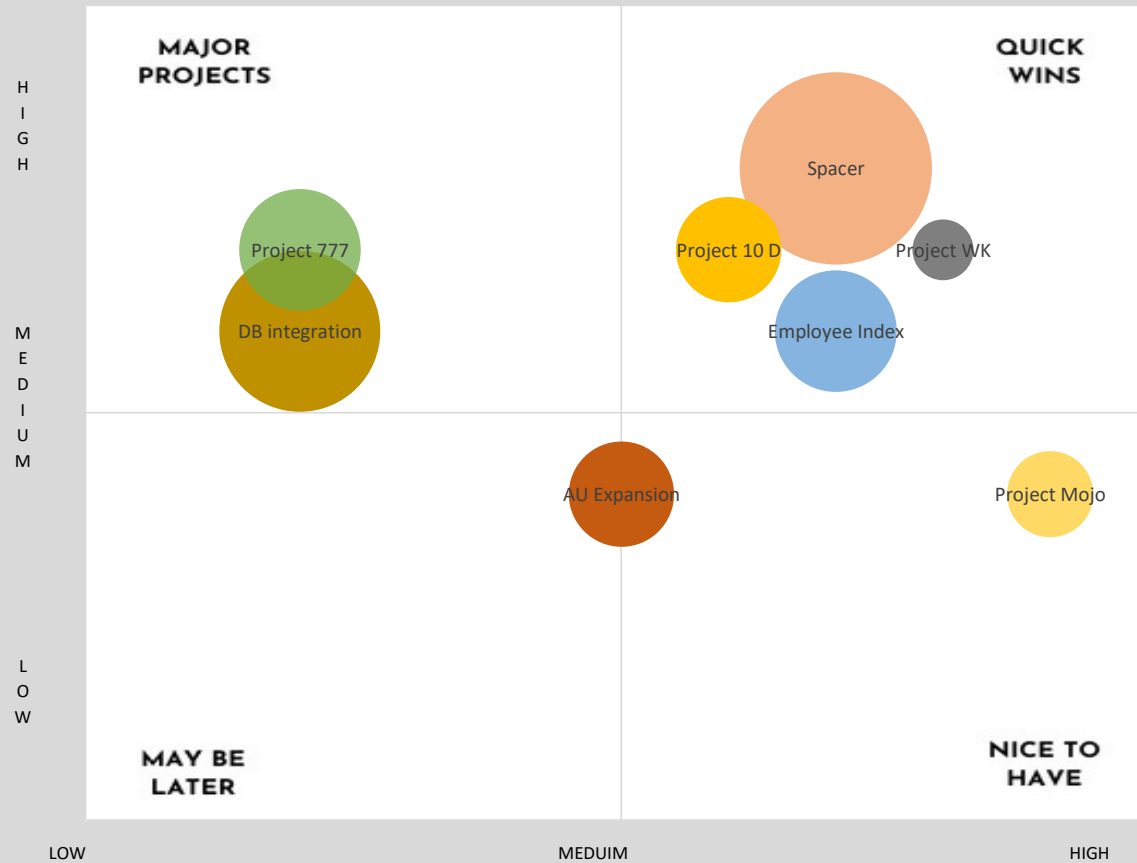 MAJOR
PROJECTS
QUICK
WINS
H
I
G
H
Spacer
Project 777
Project 10 D
Project WK
DB integration
Employee Index
M
E
D
I
U
M
AU Expansion
Project Mojo
L
O
W
MAY BE
LATER
NICE TO
HAVE
LOW
MEDUIM
HIGH